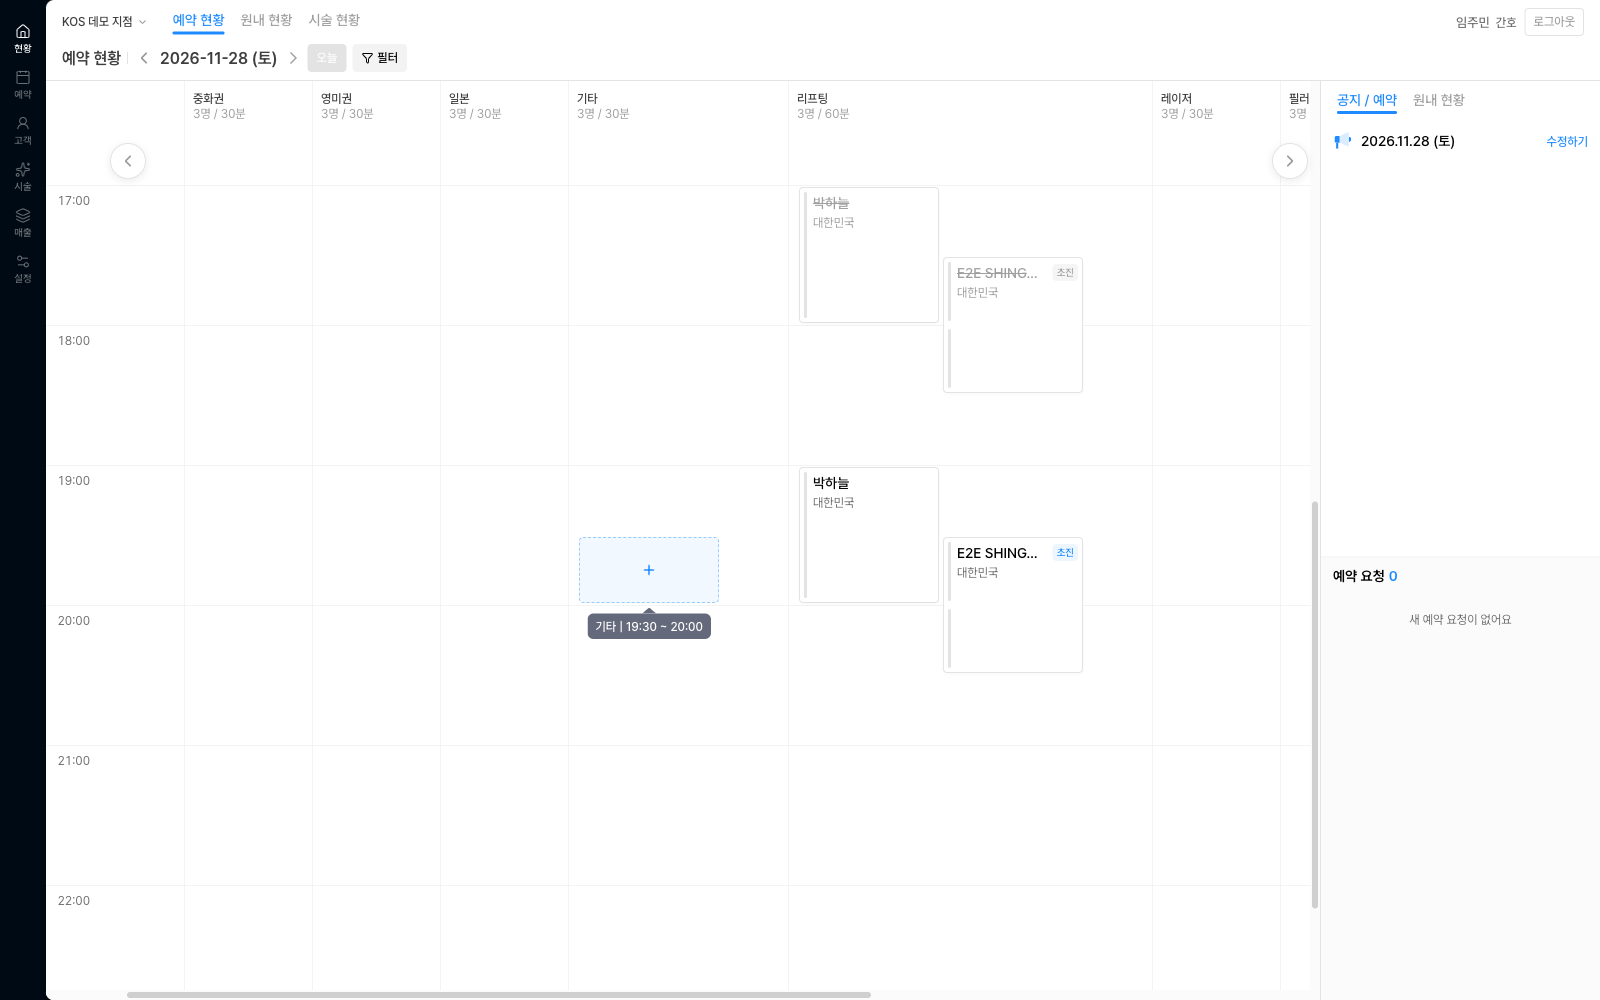 현황
예약
고객
시술
매출
설정
KOS 데모 지점
예약 현황
원내 현황
시술 현황
임주민 간호
로그아웃
예약 현황
2026-11-28 (토)
오늘
필터
중화권
3명 / 30분
영미권
3명 / 30분
일본
3명 / 30분
기타
3명 / 30분
리프팅
3명 / 60분
레이저
3명 / 30분
필러
3명
17:00
18:00
19:00
20:00
21:00
22:00
박하늘
대한민국
E2E SHING...
초진
대한민국
박하늘
대한민국
E2E SHING...
초진
대한민국
+
기타 | 19:30 ~ 20:00
공지 / 예약
원내 현황
2026.11.28 (토)
수정하기
예약 요청 0
새 예약 요청이 없어요